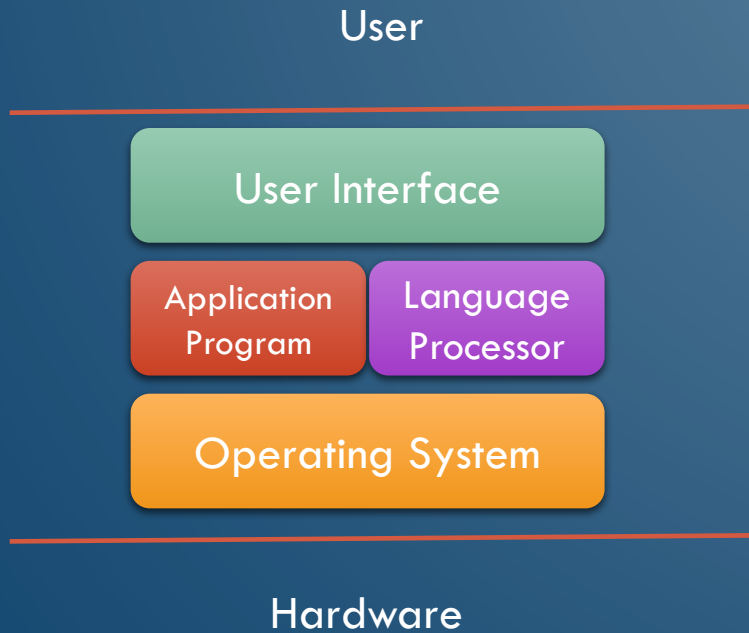 User
User Interface
Application
Program
Language
Processor
Operating System
Hardware